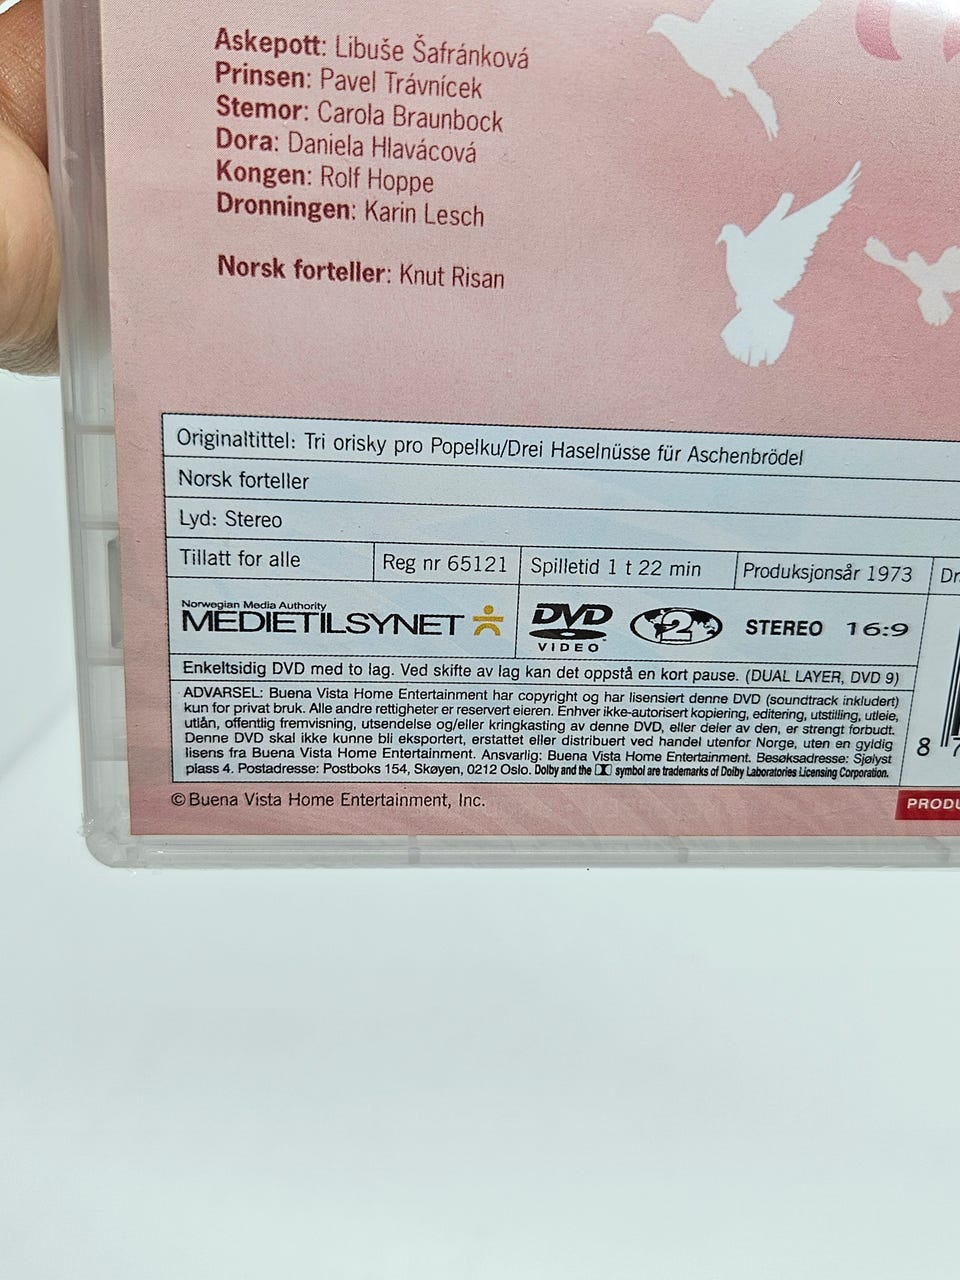 Askepott: Libuše Šafránková
Prinsen: Pavel Trávnícek
Stemor: Carola Braunbock
Dora: Daniela Hlavácová
Kongen: Rolf Hoppe
Dronningen: Karin Lesch
Norsk forteller: Knut Risan
Originaltittel: Tri orisky pro Popelku/Drei Haselnüsse für Aschenbrödel
Norsk forteller
Lyd: Stereo
Tillatt for alle Reg nr 65121 Spilletid 1 t 22 min Produksjonsår 1973
Norwegian Media Authority
MEDIETILSYNET DVD VIDEO 2 STEREO 16:9
Enkeltsidig DVD med to lag. Ved skifte av lag kan det oppstå en kort pause. (DUAL LAYER, DVD 9)
ADVARSEL: Buena Vista Home Entertainment har copyright og har lisensiert denne DVD (soundtrack inkludert)
kun for privat bruk. Alle andre rettigheter er reservert eieren. Enhver ikke-autorisert kopiering, editering, utstilling, utleie,
utlån, offentlig fremvisning, utsendelse og/eller kringkasting av denne DVD, eller deler av den, er strengt forbudt.
Denne DVD skal ikke kunne bli eksportert, erstattet eller distribuert ved handel utenfor Norge, uten en gyldig
lisens fra Buena Vista Home Entertainment. Ansvarlig: Buena Vista Home Entertainment. Besøksadresse: Sjølyst
plass 4. Postadresse: Postboks 154, Skøyen, 0212 Oslo. Dolby and the symbol are trademarks of Dolby Laboratories Licensing Corporation.
8
© Buena Vista Home Entertainment, Inc.